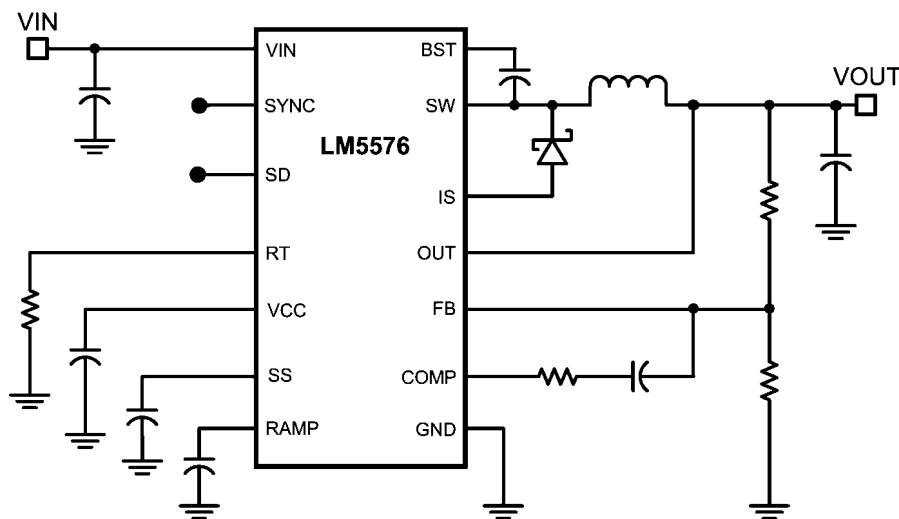 VIN
VOUT
LM5576
VIN
SYNC
SD
RT
VCC
SS
RAMP
BST
SW
IS
OUT
FB
COMP
GND